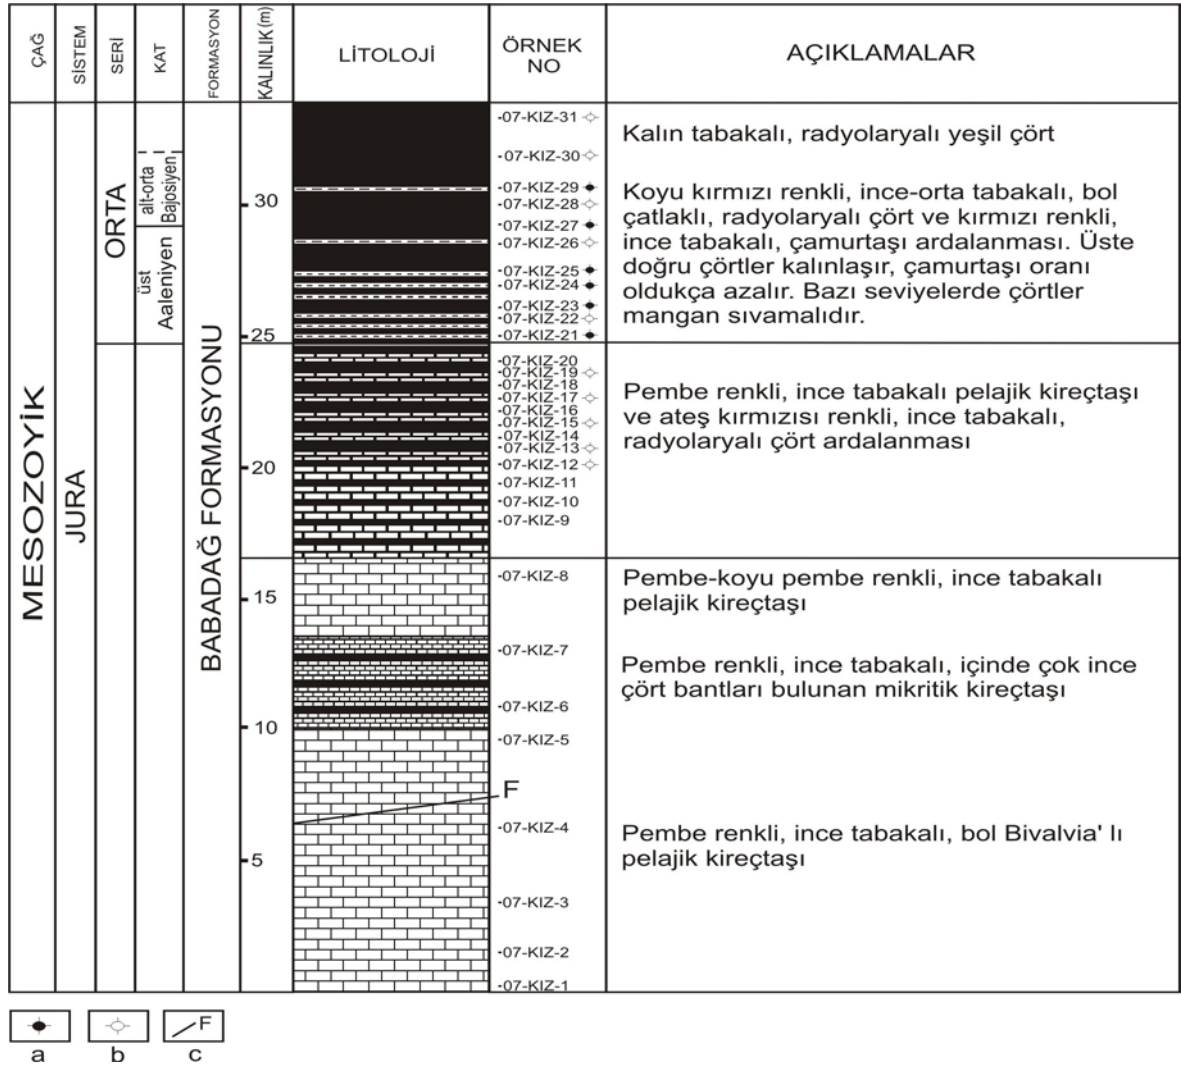 ÇAĞ
SİSTEM
SERİ
KAT
FORMASYON
KALINLIK(m)
LİTOLOJİ
ÖRNEK
NO
AÇIKLAMALAR
MESOZOYİK
JURA
ORTA
alt-orta
Bajosiyen
üst
Aaleniyen
BABADAĞ FORMASYONU
30
25
20
15
10
5
F
-07-KIZ-31
-07-KIZ-30
-07-KIZ-29
-07-KIZ-28
-07-KIZ-27
-07-KIZ-26
-07-KIZ-25
-07-KIZ-24
-07-KIZ-23
-07-KIZ-22
-07-KIZ-21
-07-KIZ-20
-07-KIZ-19
-07-KIZ-18
-07-KIZ-17
-07-KIZ-16
-07-KIZ-15
-07-KIZ-14
-07-KIZ-13
-07-KIZ-12
-07-KIZ-11
-07-KIZ-10
-07-KIZ-9
-07-KIZ-8
-07-KIZ-7
-07-KIZ-6
-07-KIZ-5
-07-KIZ-4
-07-KIZ-3
-07-KIZ-2
-07-KIZ-1
Kalın tabakalı, radyolaryalı yeşil çört
Koyu kırmızı renkli, ince-orta tabakalı, bol
çatlaklı, radyolaryalı çört ve kırmızı renkli,
ince tabakalı, çamurtaşı ardalanması. Üste
doğru çörtler kalınlaşır, çamurtaşı oranı
oldukça azalır. Bazı seviyelerde çörtler
mangan sıvamalıdır.
Pembe renkli, ince tabakalı pelajik kireçtaşı
ve ateş kırmızısı renkli, ince tabakalı,
radyolaryalı çört ardalanması
Pembe-koyu pembe renkli, ince tabakalı
pelajik kireçtaşı
Pembe renkli, ince tabakalı, içinde çok ince
çört bantları bulunan mikritik kireçtaşı
Pembe renkli, ince tabakalı, bol Bivalvia' lı
pelajik kireçtaşı
F
a
b
c